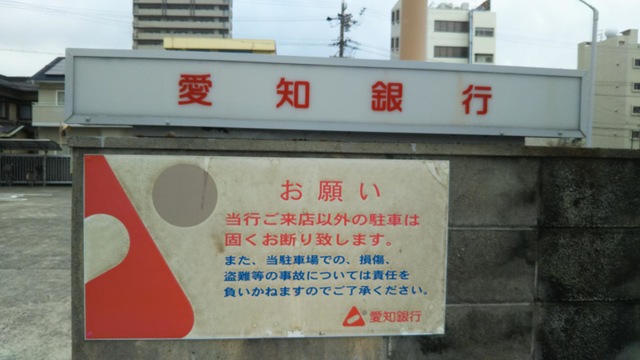 愛知銀行
お願い
当行ご来店以外の駐車は
固くお断り致します。
また、当駐車場での、損傷、
盗難等の事故については責任を
負いかねますのでご了承ください。
愛知銀行